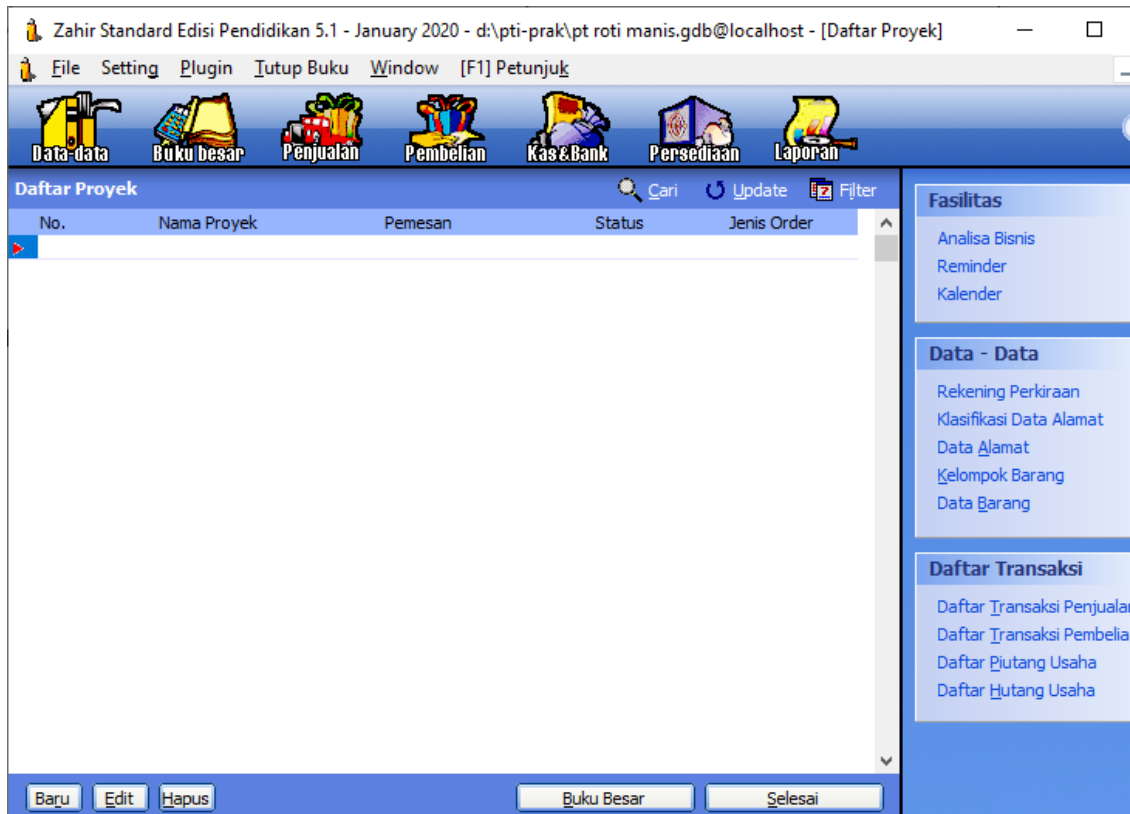 Zahir Standard Edisi Pendidikan 5.1 - January 2020 - d:\pti-prak\pt roti manis.gdb@localhost - [Daftar Proyek]
File Setting Plugin Tutup Buku Window [F1] Petunjuk
Data-data Buku besar Penjualan Pembelian Kas&Bank Persediaan Laporan
Daftar Proyek Cari Update Filter
No. Nama Proyek Pemesan Status Jenis Order
Fasilitas
Analisa Bisnis
Reminder
Kalender
Data - Data
Rekening Perkiraan
Klasifikasi Data Alamat
Data Alamat
Kelompok Barang
Data Barang
Daftar Transaksi
Daftar Transaksi Penjualan
Daftar Transaksi Pembelia
Daftar Piutang Usaha
Daftar Hutang Usaha
Baru Edit Hapus Buku Besar Selesai